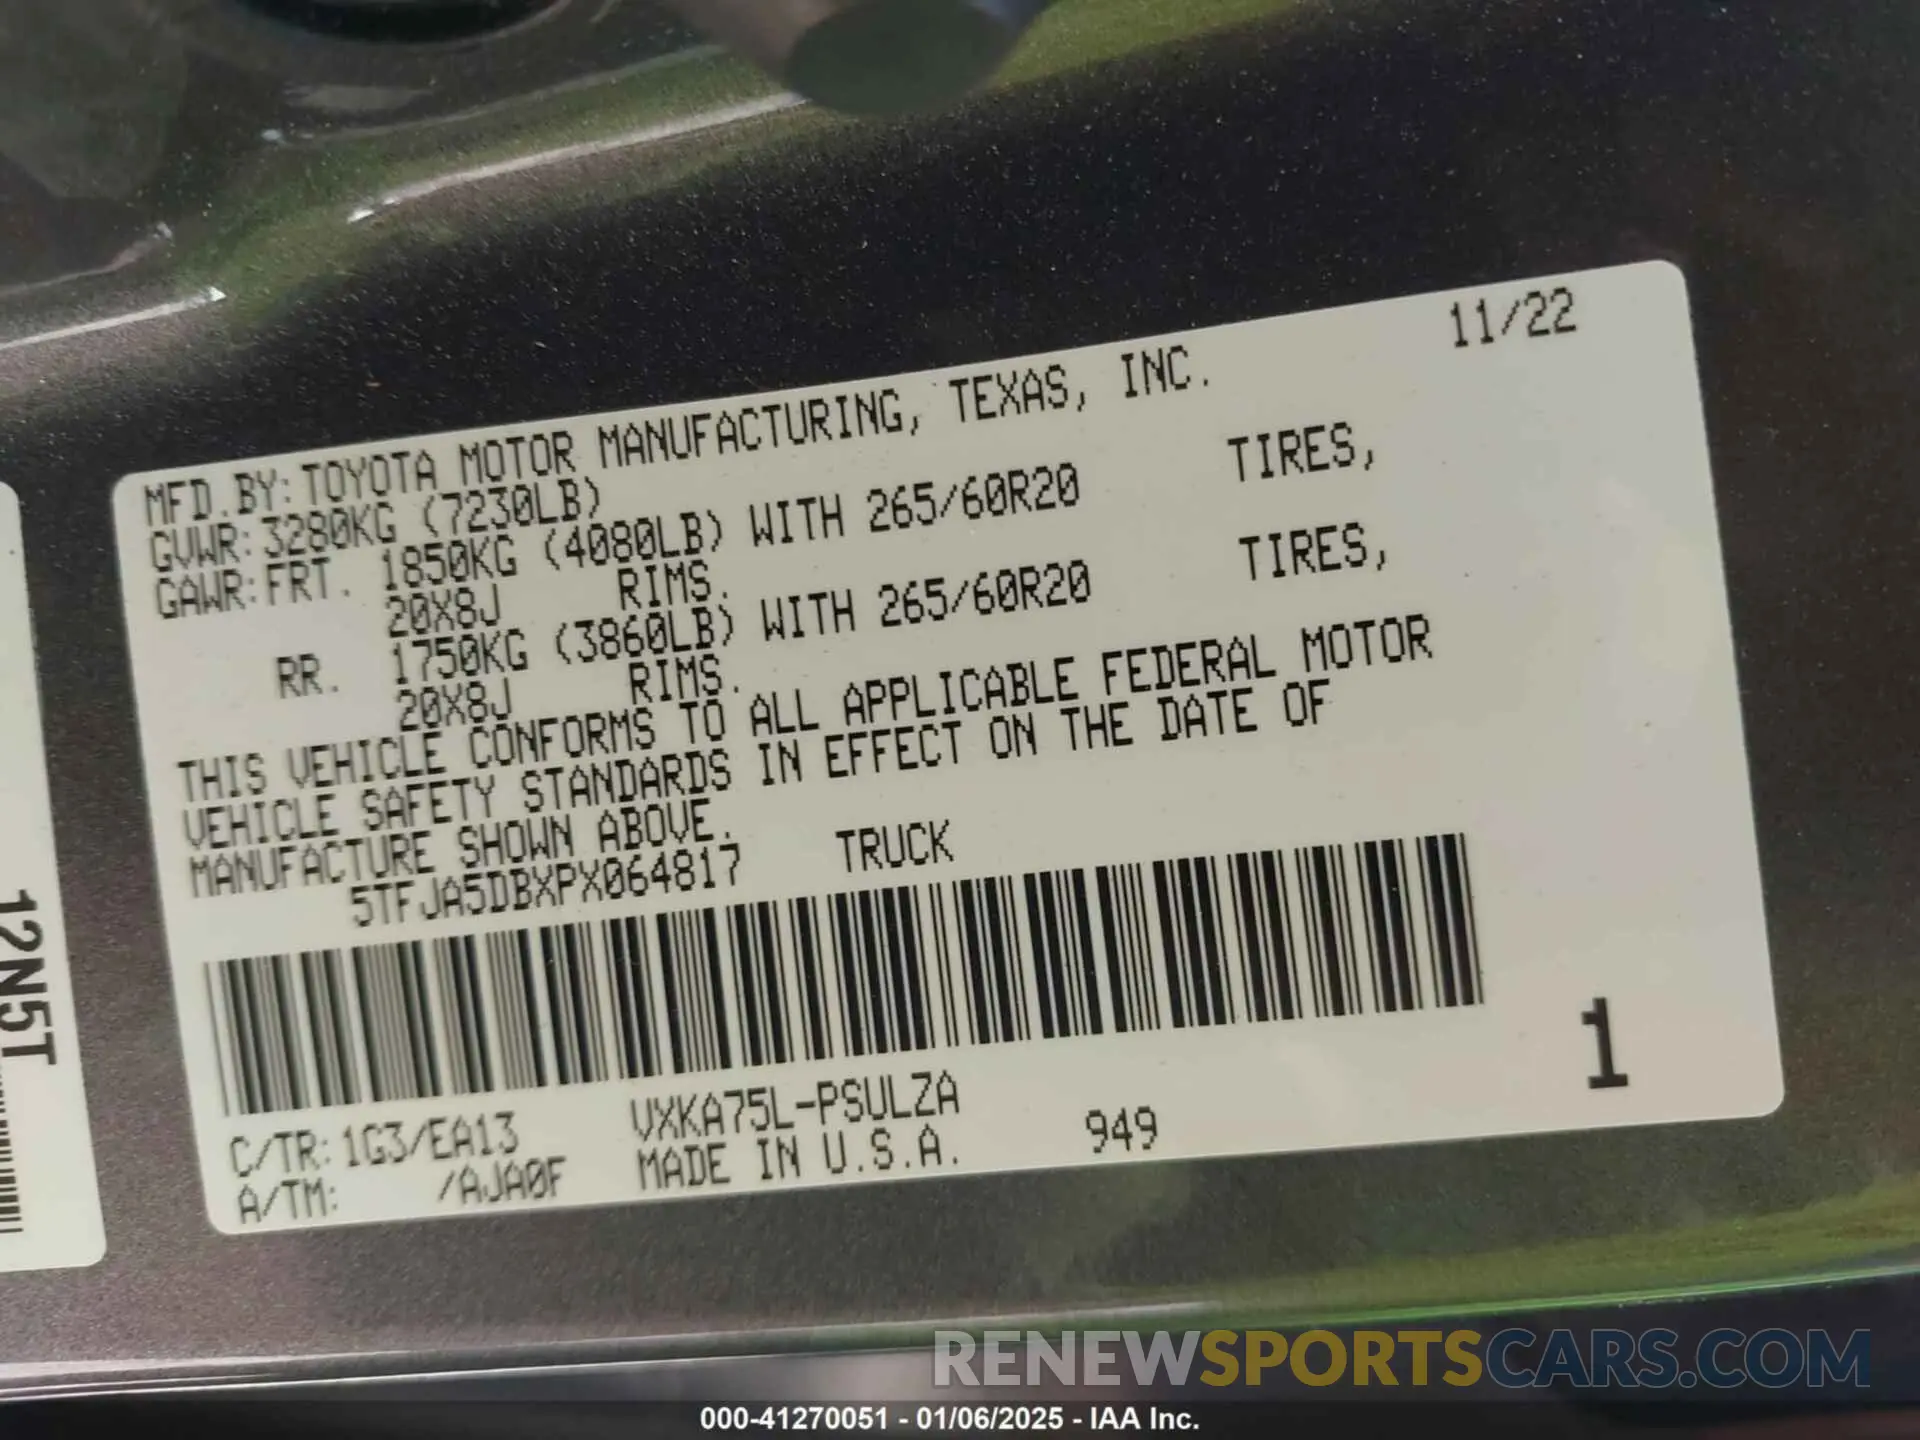 11/22
MFD.BY:TOYOTA MOTOR MANUFACTURING, TEXAS, INC.
GVWR:3280KG (7230LB)
GAWR:FRT. 1850KG (4080LB) WITH 265/60R20 TIRES,
20X8J RIMS.
RR. 1750KG (3860LB) WITH 265/60R20 TIRES,
20X8J RIMS.
THIS VEHICLE CONFORMS TO ALL APPLICABLE FEDERAL MOTOR
VEHICLE SAFETY STANDARDS IN EFFECT ON THE DATE OF
MANUFACTURE SHOWN ABOVE.
5TFJA5DBXPX064817 TRUCK
C/TR:1G3/EA13 VXKA75L-PSULZA
A/TM: /AJA0F MADE IN U.S.A. 949
1
12N5T
RENEWSPORTSCARS.COM
000-41270051 - 01/06/2025 - IAA Inc.